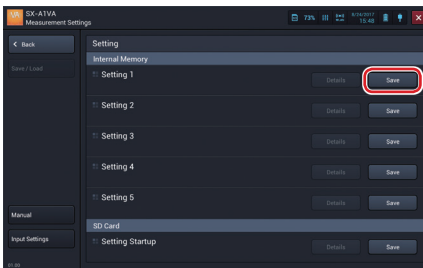 SX-A1VA
Measurement Settings
73%
8/24/2017
15:48
Back
Setting
Internal Memory
Save / Load
Setting 1
Details
Save
Setting 2
Details
Save
Setting 3
Details
Save
Setting 4
Details
Save
Setting 5
Details
Save
Manual
SD Card
Input Settings
Setting Startup
Details
Save